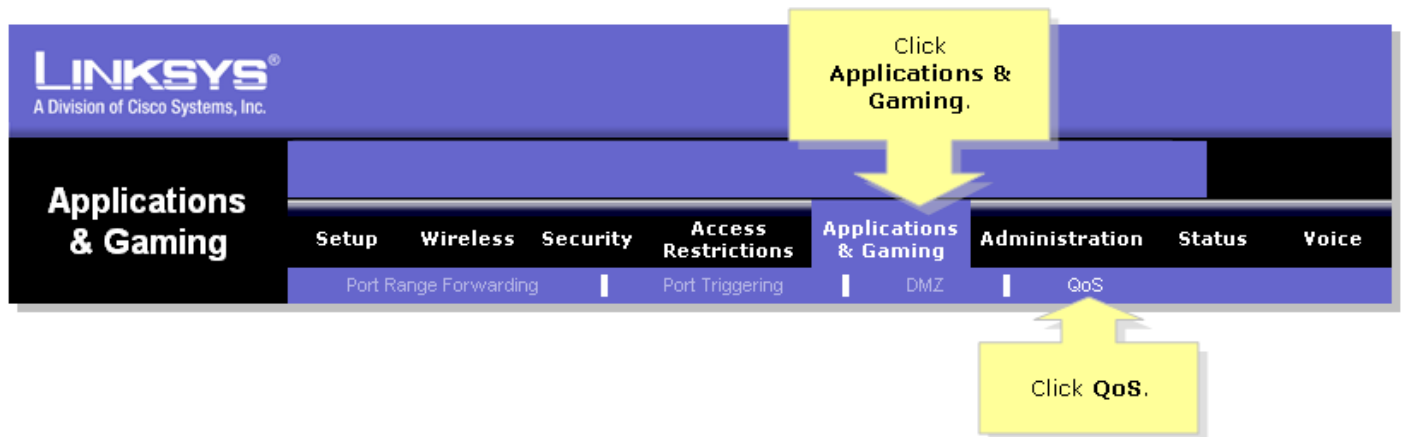 Click
Applications &
Gaming.
LINKSYS®
A Division of Cisco Systems, Inc.
Applications
& Gaming
Setup Wireless Security Access Restrictions Applications & Gaming Administration Status Voice
Port Range Forwarding Port Triggering DMZ QoS
Click QoS.